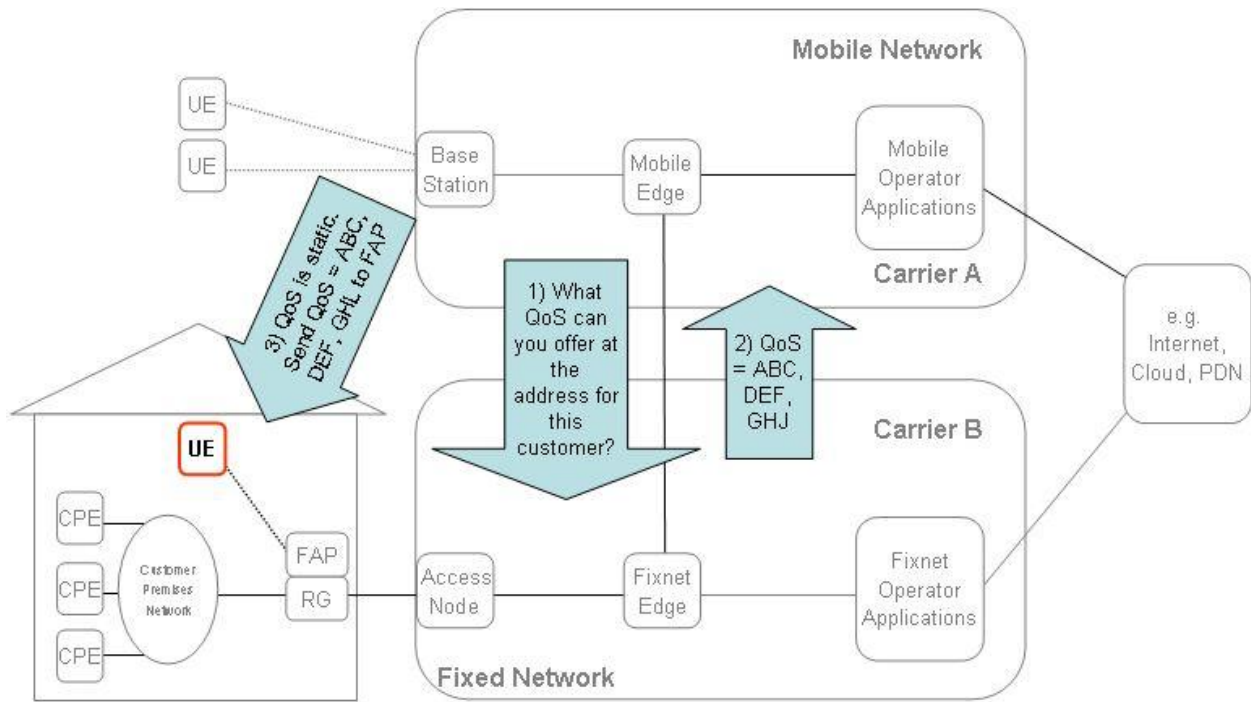 Mobile Network
UE
UE
Base
Station
Mobile
Edge
Mobile
Operator
Applications
Carrier A
3) QoS is static.
Send QoS = ABC,
DEF, GHL to FAP
1) What
QoS can
you offer at
the
address for
this
customer?
2) QoS
= ABC,
DEF,
GHJ
e.g.
Internet,
Cloud, PDN
Carrier B
UE
CPE
CPE
CPE
Customer
Premises
Network
FAP
RG
Access
Node
Fixnet
Edge
Fixnet
Operator
Applications
Fixed Network